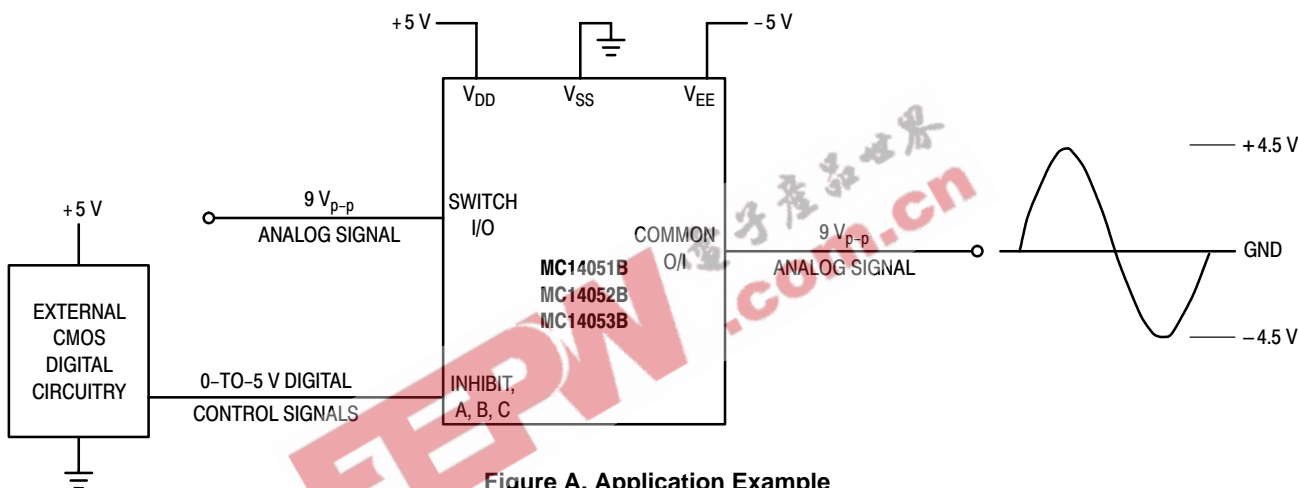 +5 V
–5 V
VDD
VSS
VEE
+4.5 V
9 Vp–p
SWITCH
I/O
ANALOG SIGNAL
+5 V
COMMON
O/I
9 Vp–p
ANALOG SIGNAL
GND
MC14051B
MC14052B
MC14053B
EXTERNAL
CMOS
DIGITAL
CIRCUITRY
–4.5 V
0–TO–5 V DIGITAL
CONTROL SIGNALS
INHIBIT,
A, B, C
Figure A. Application Example
EEPW
.com.cn
電子產品世界